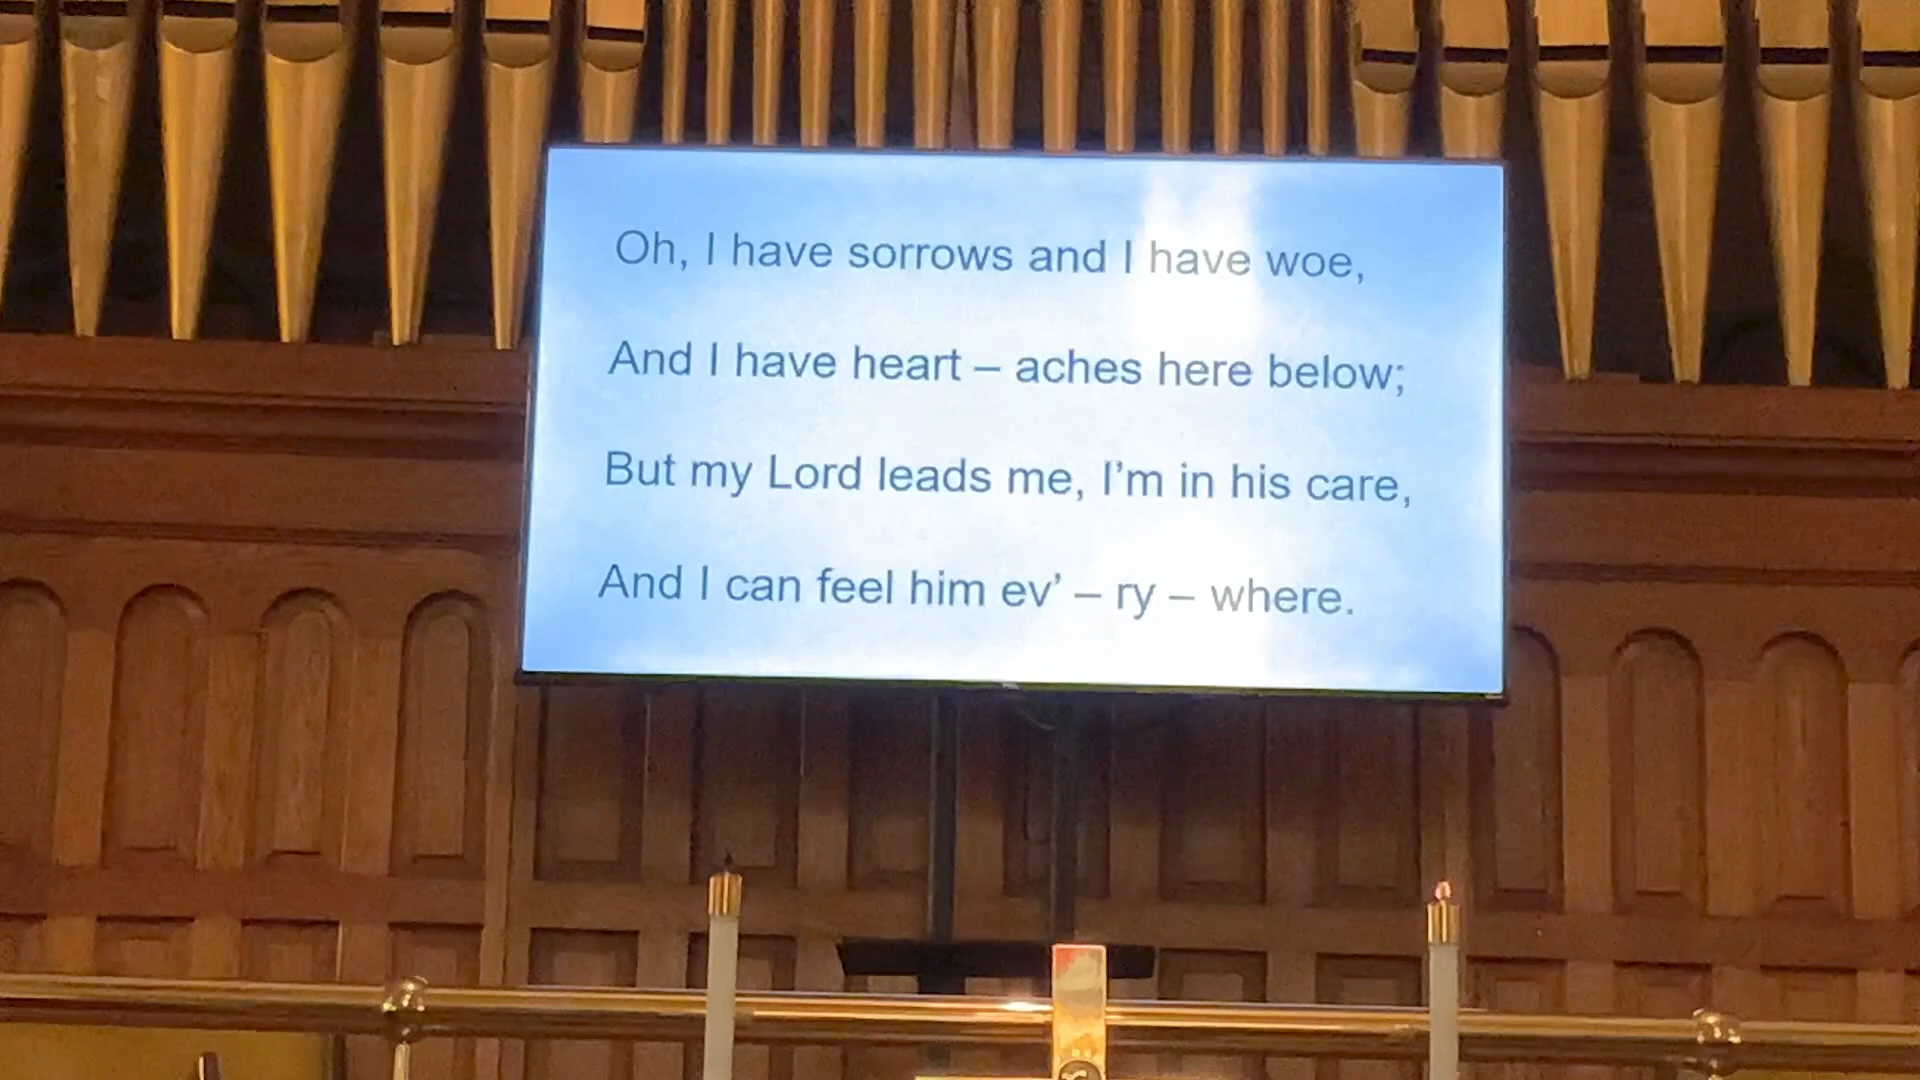 Oh, I have sorrows and I have woe,
And I have heart – aches here below;
But my Lord leads me, I’m in his care,
And I can feel him ev’ – ry – where.